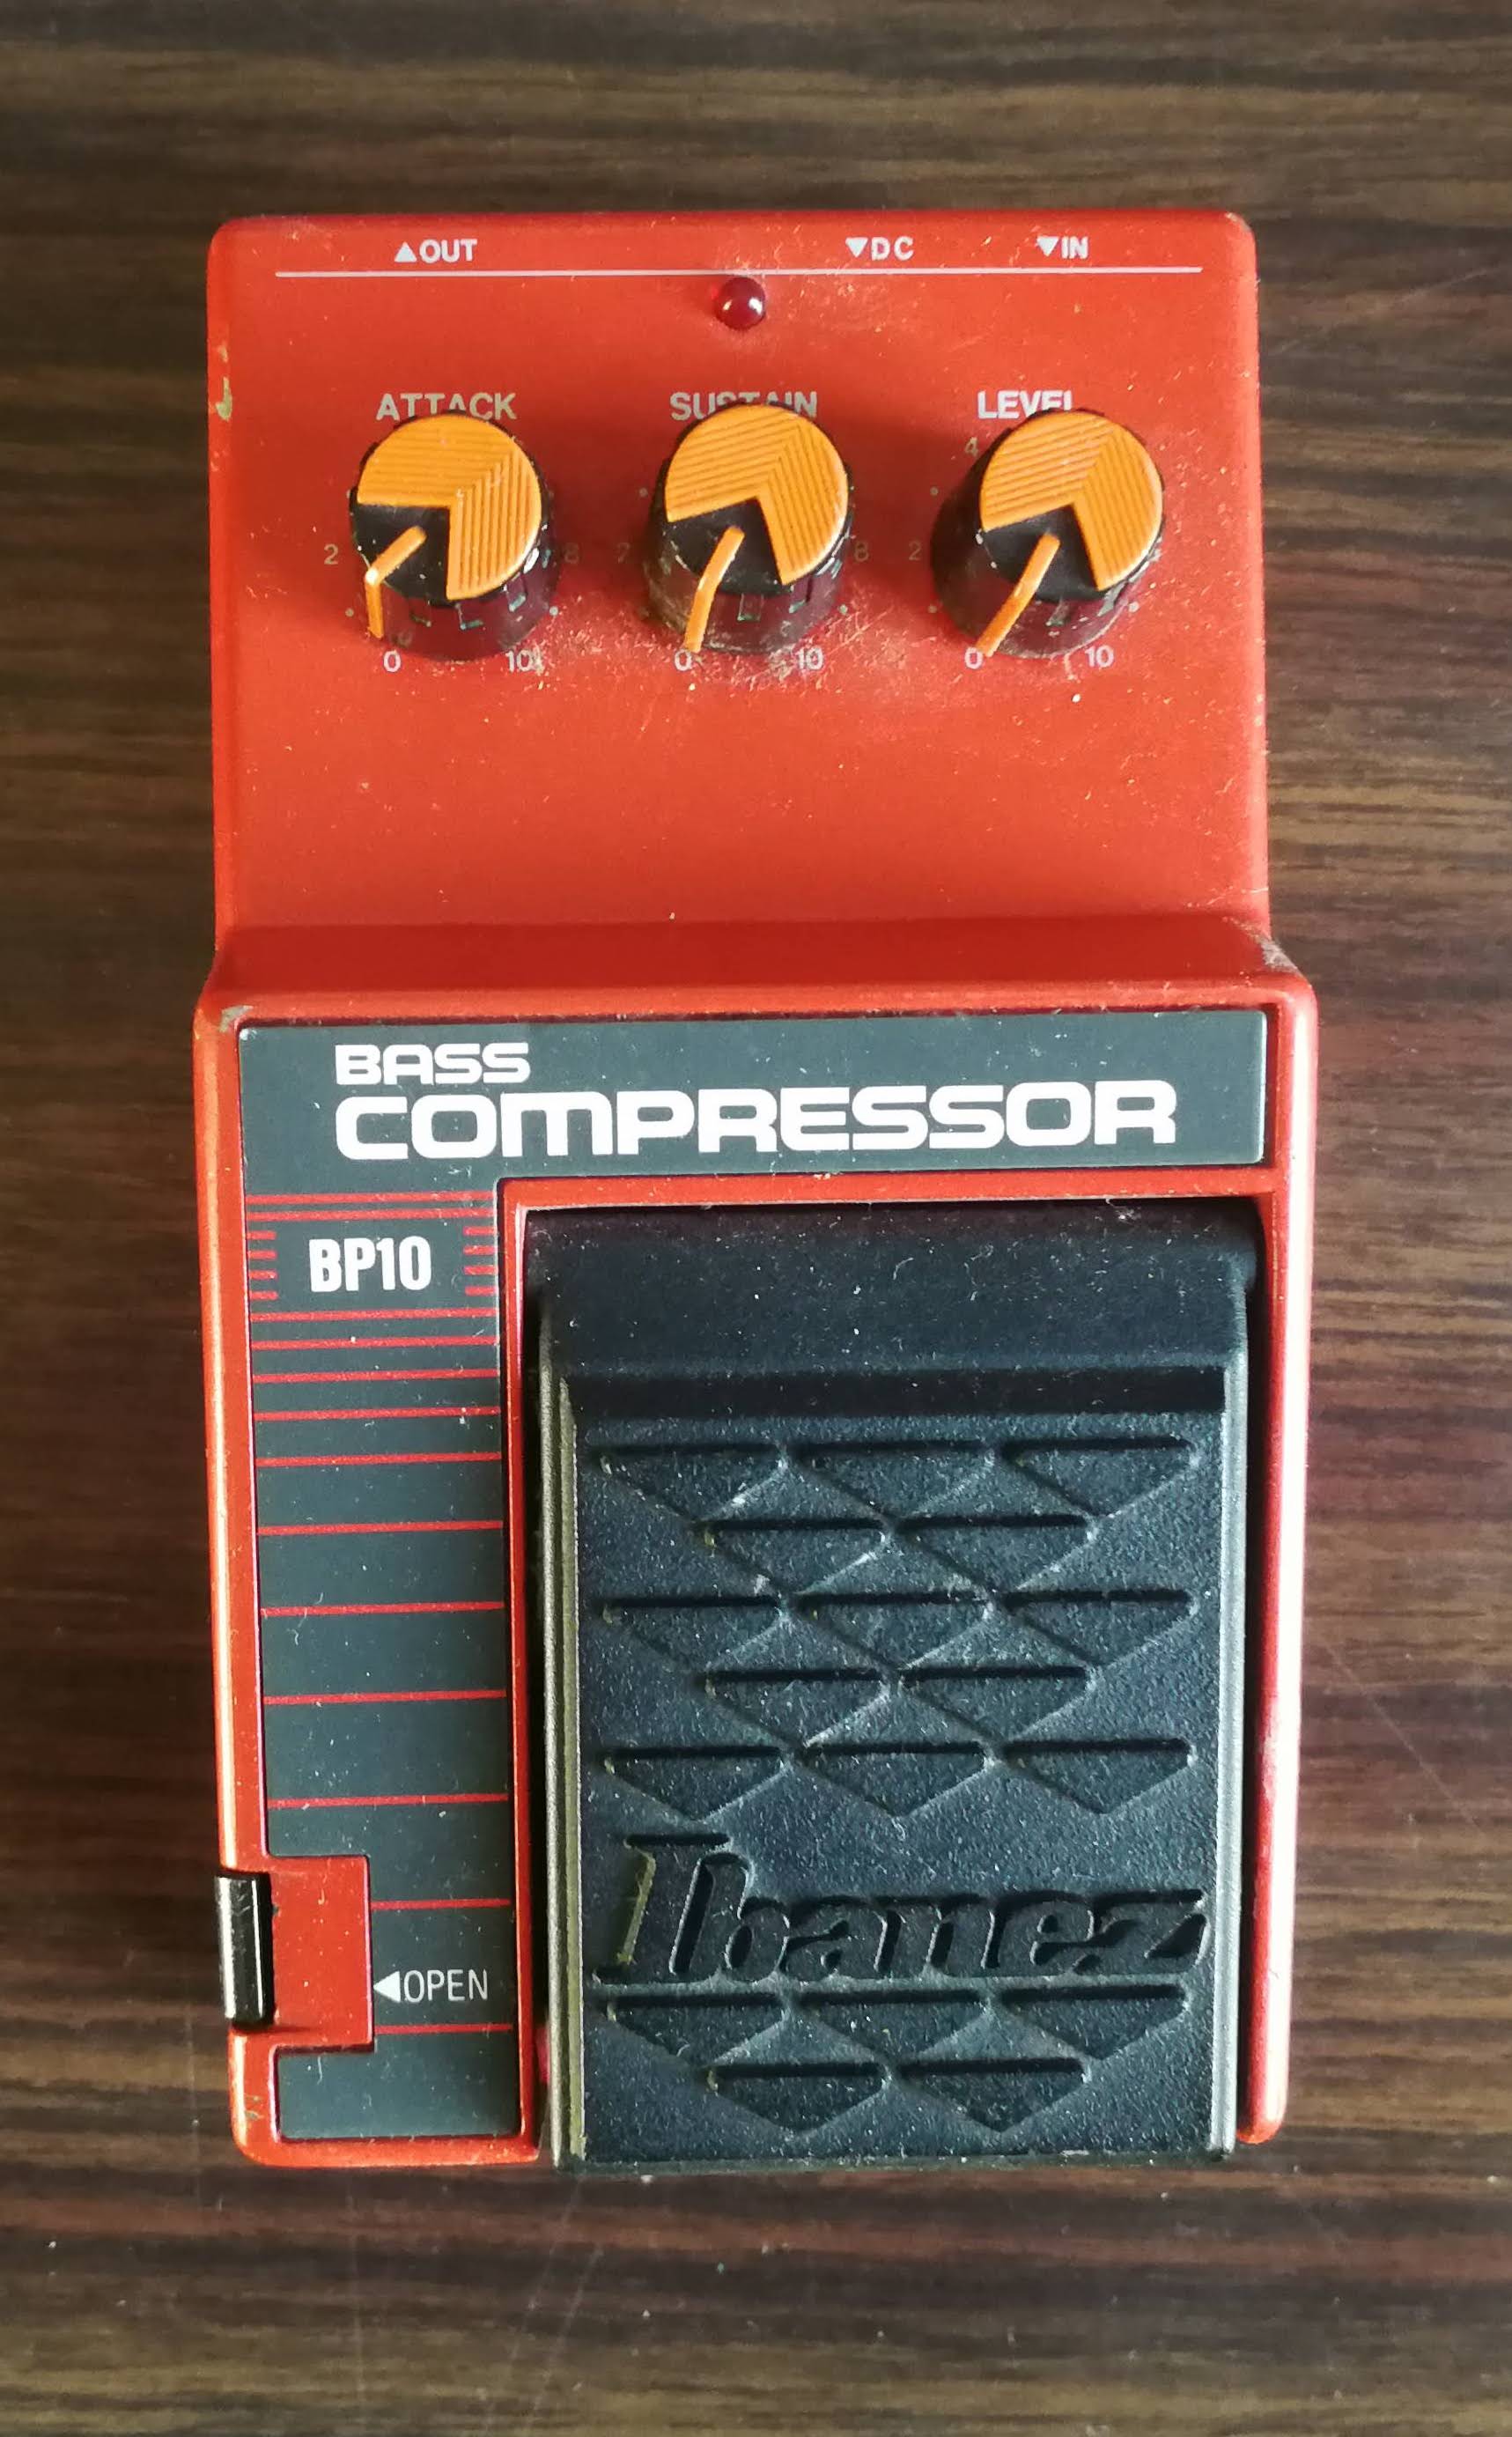 ▲OUT ▼DC ▼IN
ATTACK SUSTAIN LEVEL
4
2 8 2 8 2
0 10 0 10 0 10
BASS
COMPRESSOR
BP10
Ibanez
◀OPEN